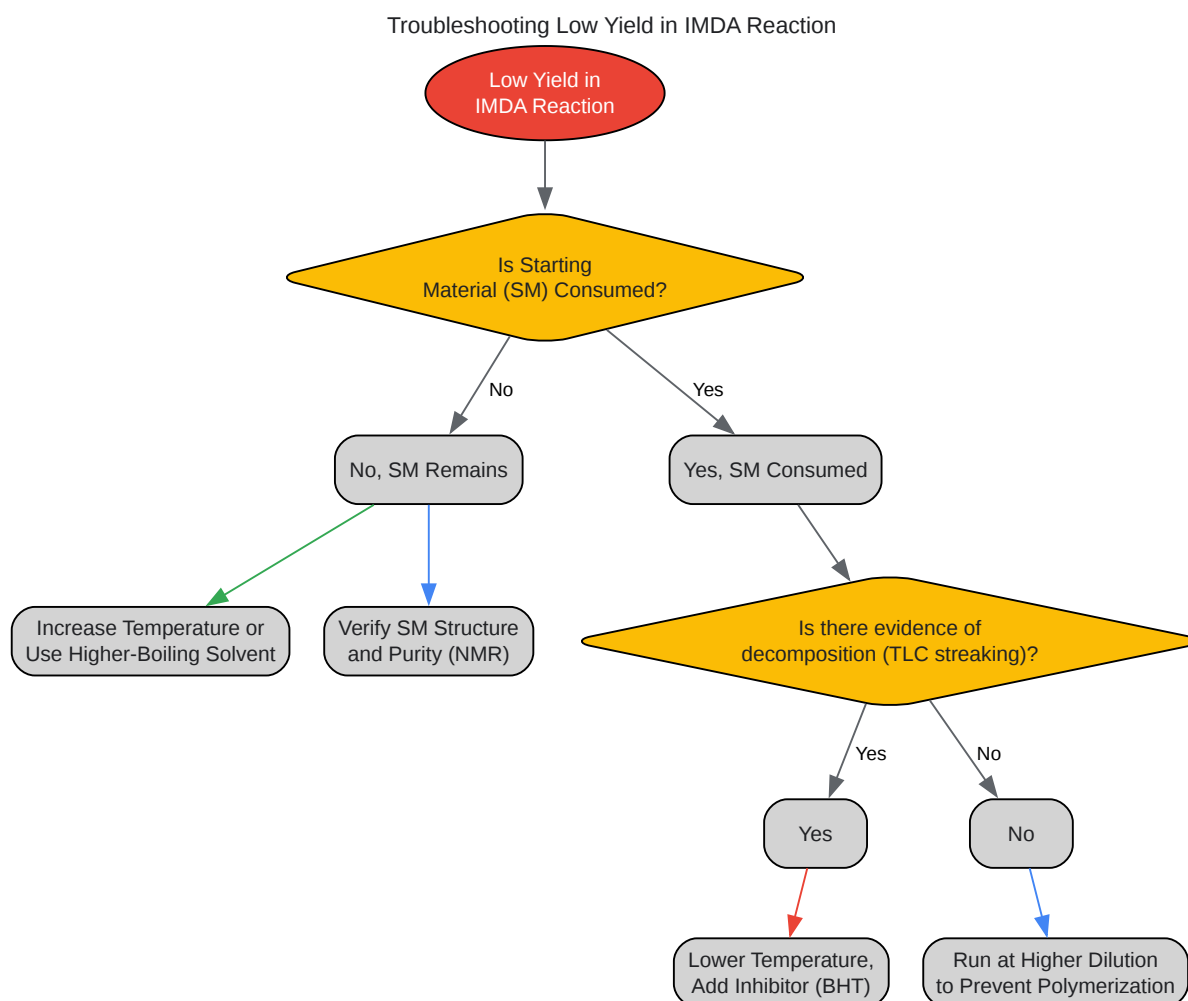 Troubleshooting Low Yield in IMDA Reaction
Low Yield in
IMDA Reaction
Is Starting
Material (SM) Consumed?
No
Yes
No, SM Remains
Yes, SM Consumed
Increase Temperature or
Use Higher-Boiling Solvent
Verify SM Structure
and Purity (NMR)
Is there evidence of
decomposition (TLC streaking)?
Yes
No
Yes
No
Lower Temperature,
Add Inhibitor (BHT)
Run at Higher Dilution
to Prevent Polymerization